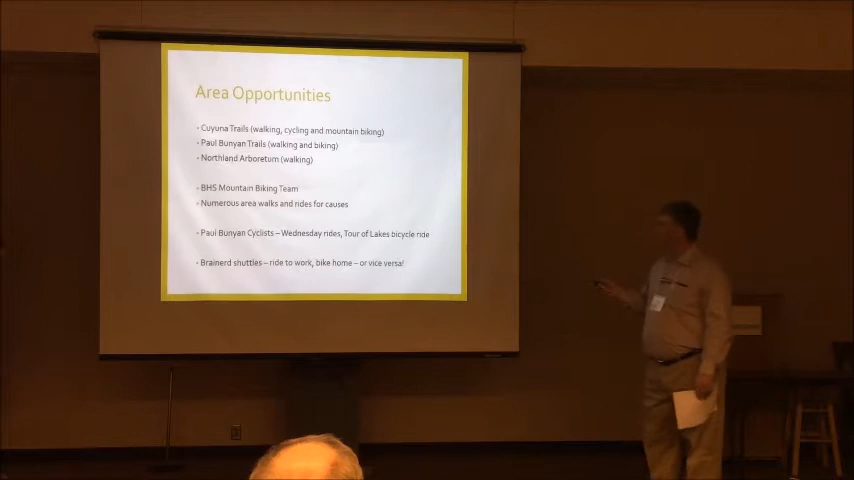 Area Opportunities
- Cuyuna Trails (walking, cycling and mountain biking)
- Paul Bunyan Trails (walking and biking)
- Northland Arboretum (walking)
- BHS Mountain Biking Team
- Numerous area walks and rides for causes
- Paul Bunyan Cyclists – Wednesday rides, Tour of Lakes bicycle ride
- Brainerd shuttles – ride to work, bike home – or vice versa!